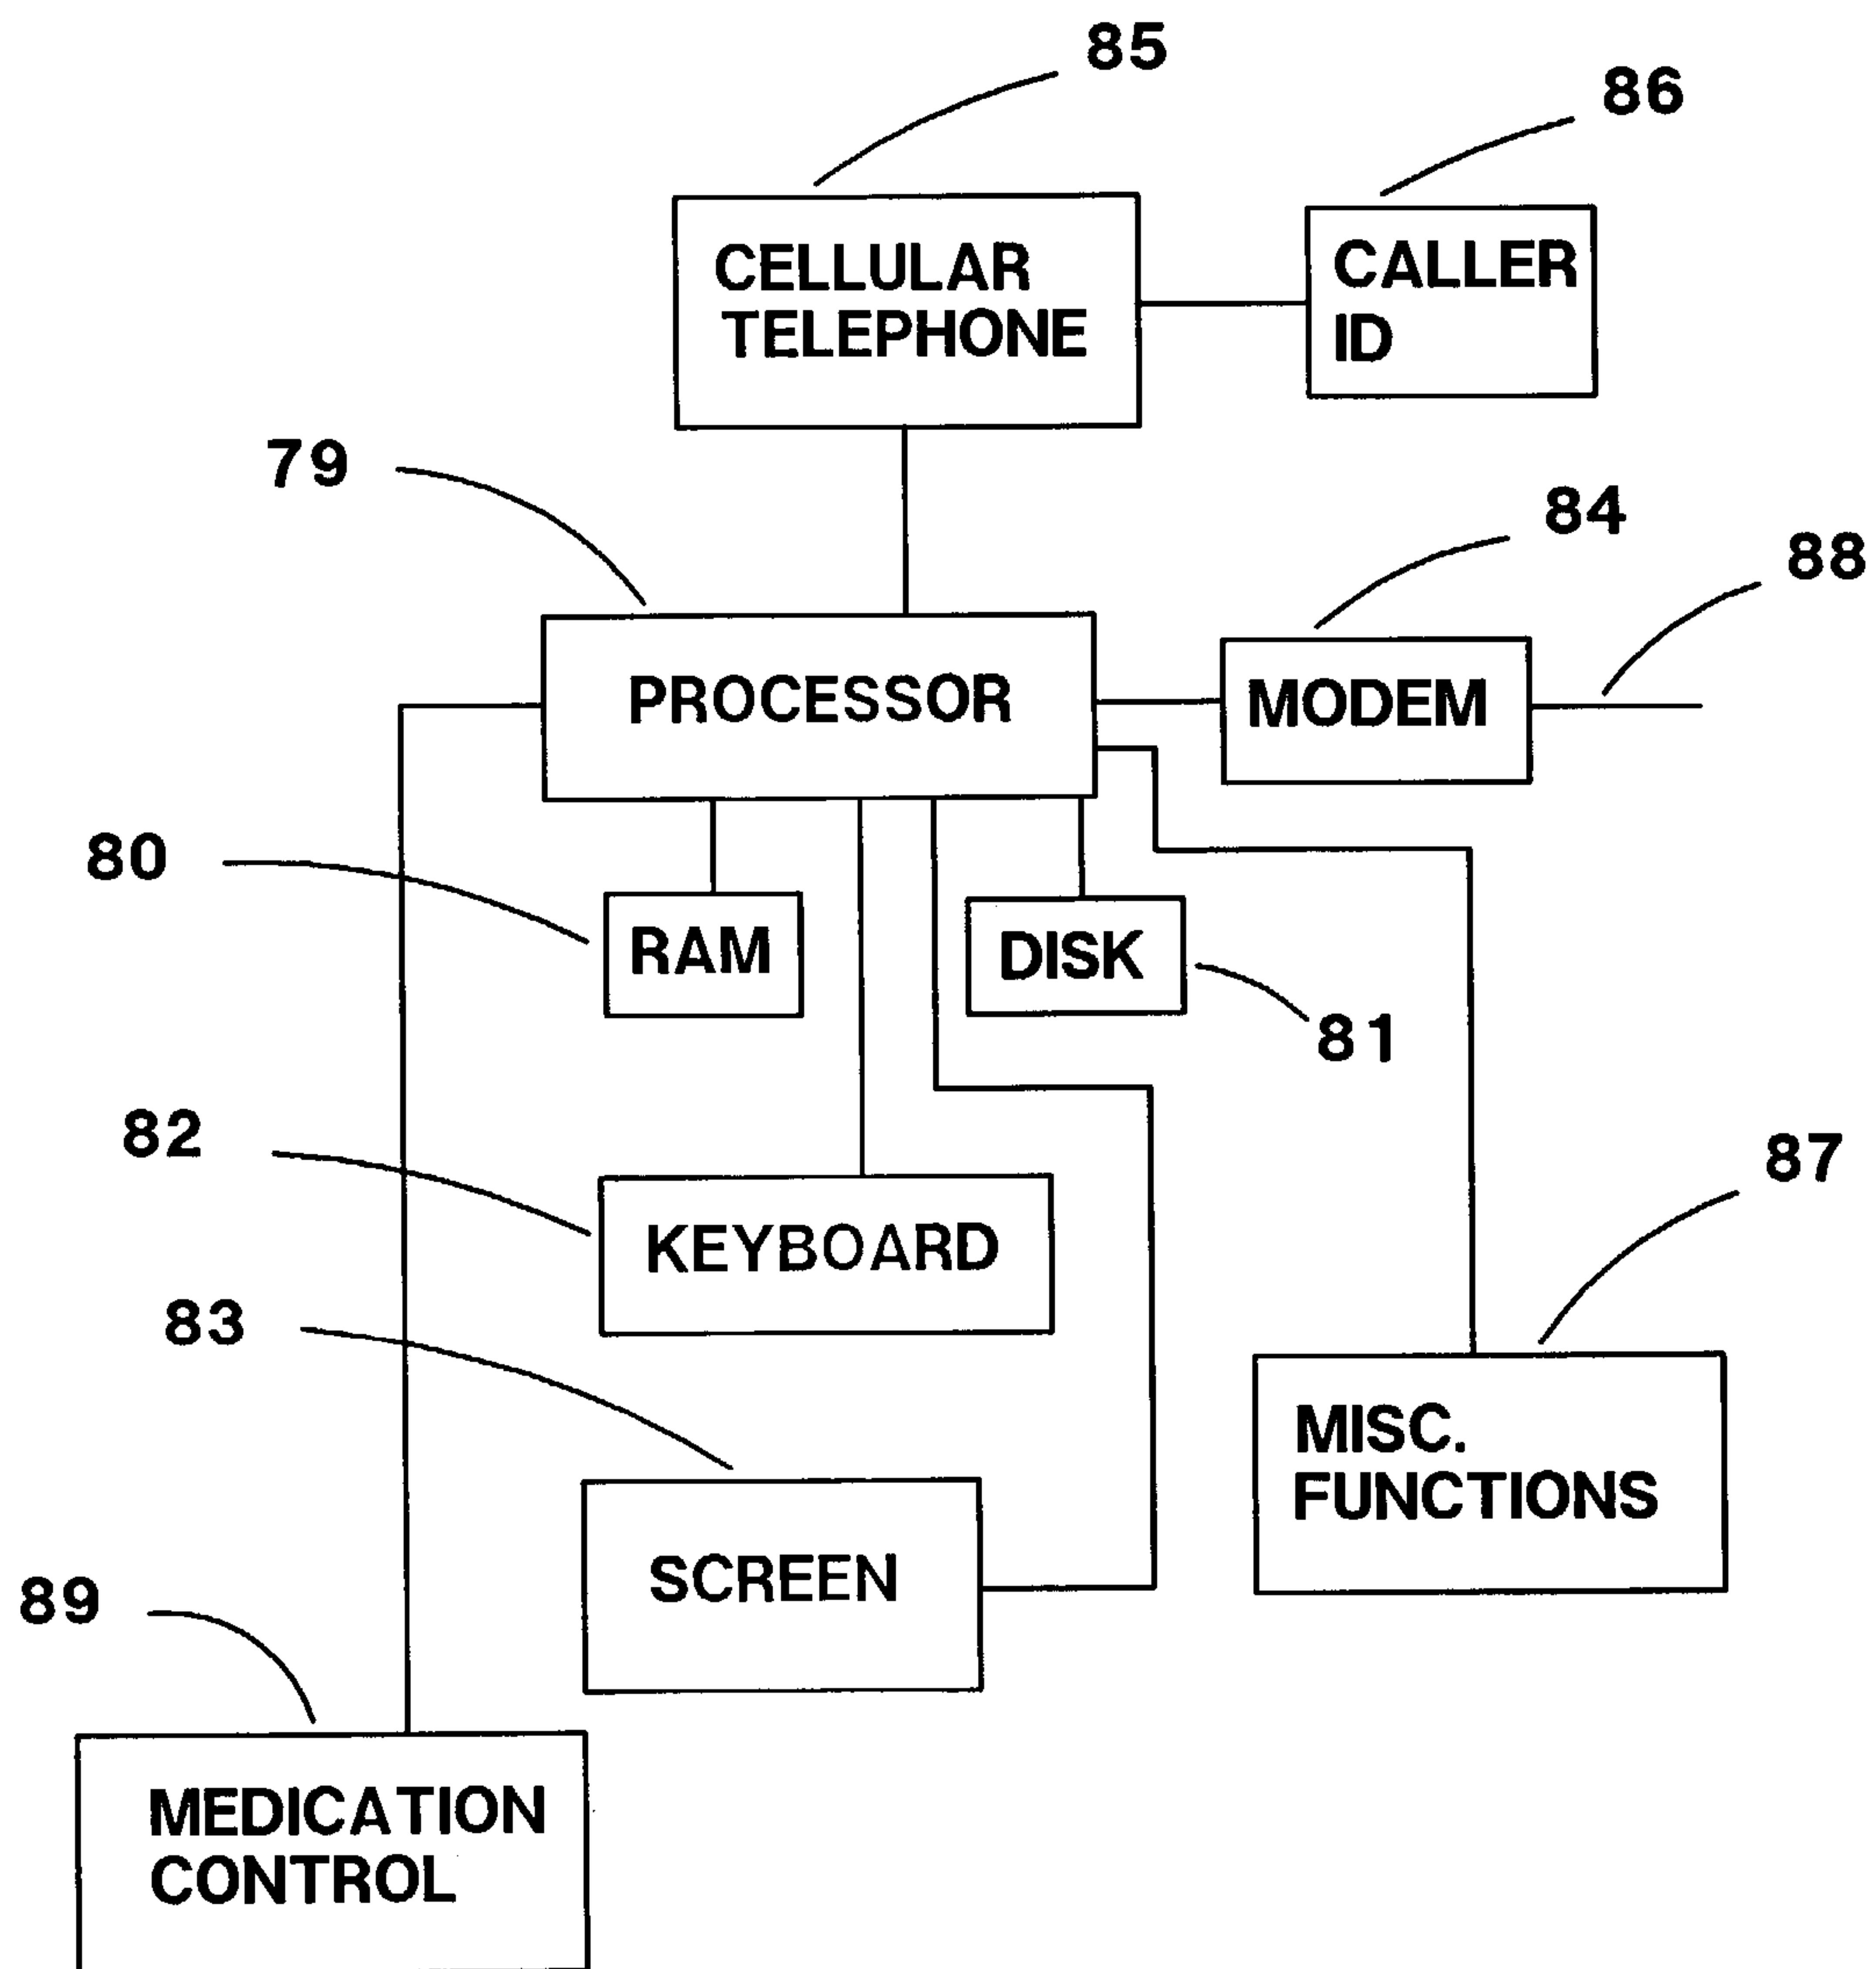 85
86
CELLULAR
TELEPHONE
CALLER
ID
79
84
88
PROCESSOR
MODEM
80
RAM
DISK
81
82
87
KEYBOARD
83
MISC.
FUNCTIONS
SCREEN
89
MEDICATION
CONTROL